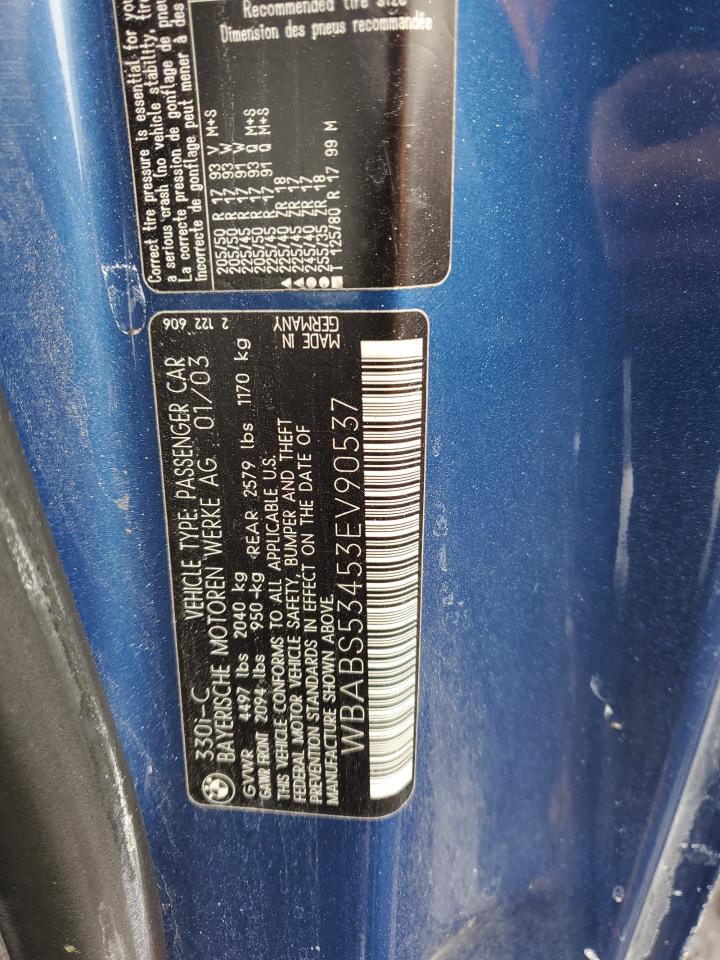 330i-C VEHICLE TYPE: PASSENGER CAR
BAYERISCHE MOTOREN WERKE AG 01/03
GVWR 4497 lbs 2040 kg
GAWR FRONT 2094-lbs 950-kg REAR 2579 lbs 1170 kg
THIS VEHICLE CONFORMS TO ALL APPLICABLE U.S.
FEDERAL MOTOR VEHICLE SAFETY, BUMPER AND THEFT
PREVENTION STANDARDS IN EFFECT ON THE DATE OF
MANUFACTURE SHOWN ABOVE.
WBABS53453EV90537
2 122 606
MADE IN
GERMANY
Correct tire pressure is essential for you
a serious crash (no vehicle stability, tire
La correcte pression de gonflage de pneu
Incorrecte de gonflage peut mener à des
205/50 R 17 93 V M+S
205/50 R 17 93 W
225/45 R 17 91 W
205/50 R 17 93 Q M+S
225/45 R 17 91 Q M+S
▲ 225/40 ZR 18
▲ 225/45 ZR 17
● 245/40 ZR 17
● 255/35 ZR 18
■ T 125/80 R 17 99 M
Recommended tire size
Dimension des pneus recommandée